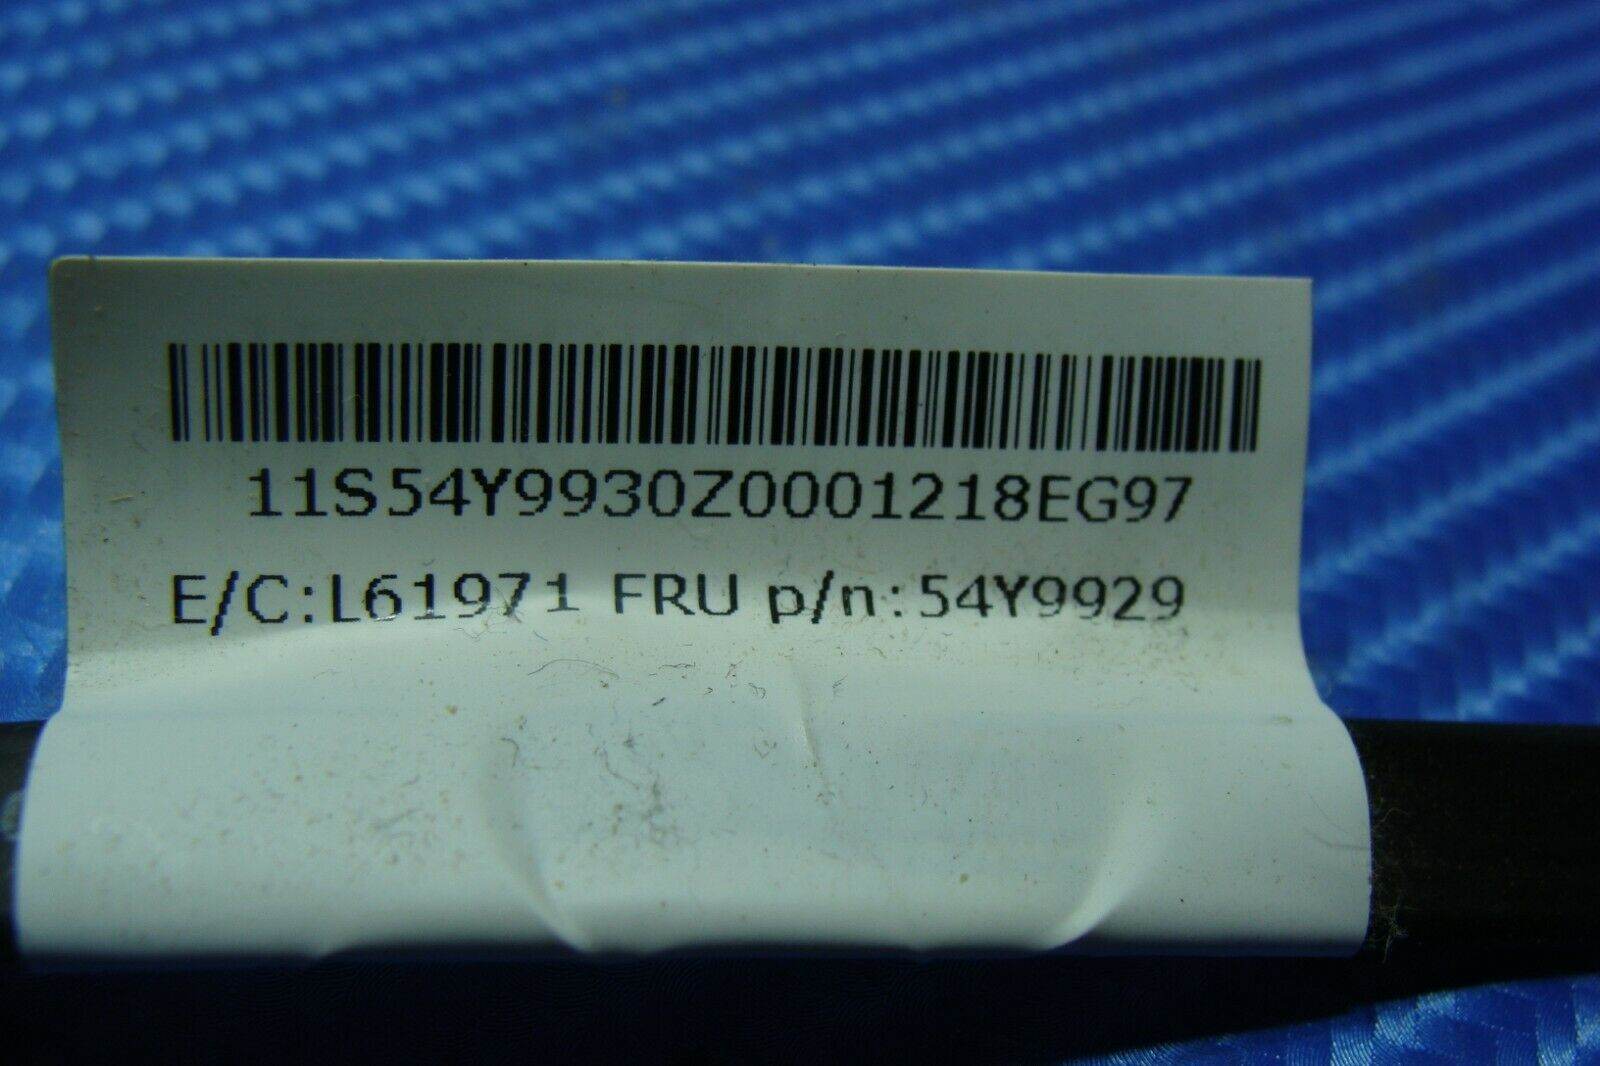 11S54Y9930Z0001218EG97
E/C:L61971 FRU p/n:54Y9929